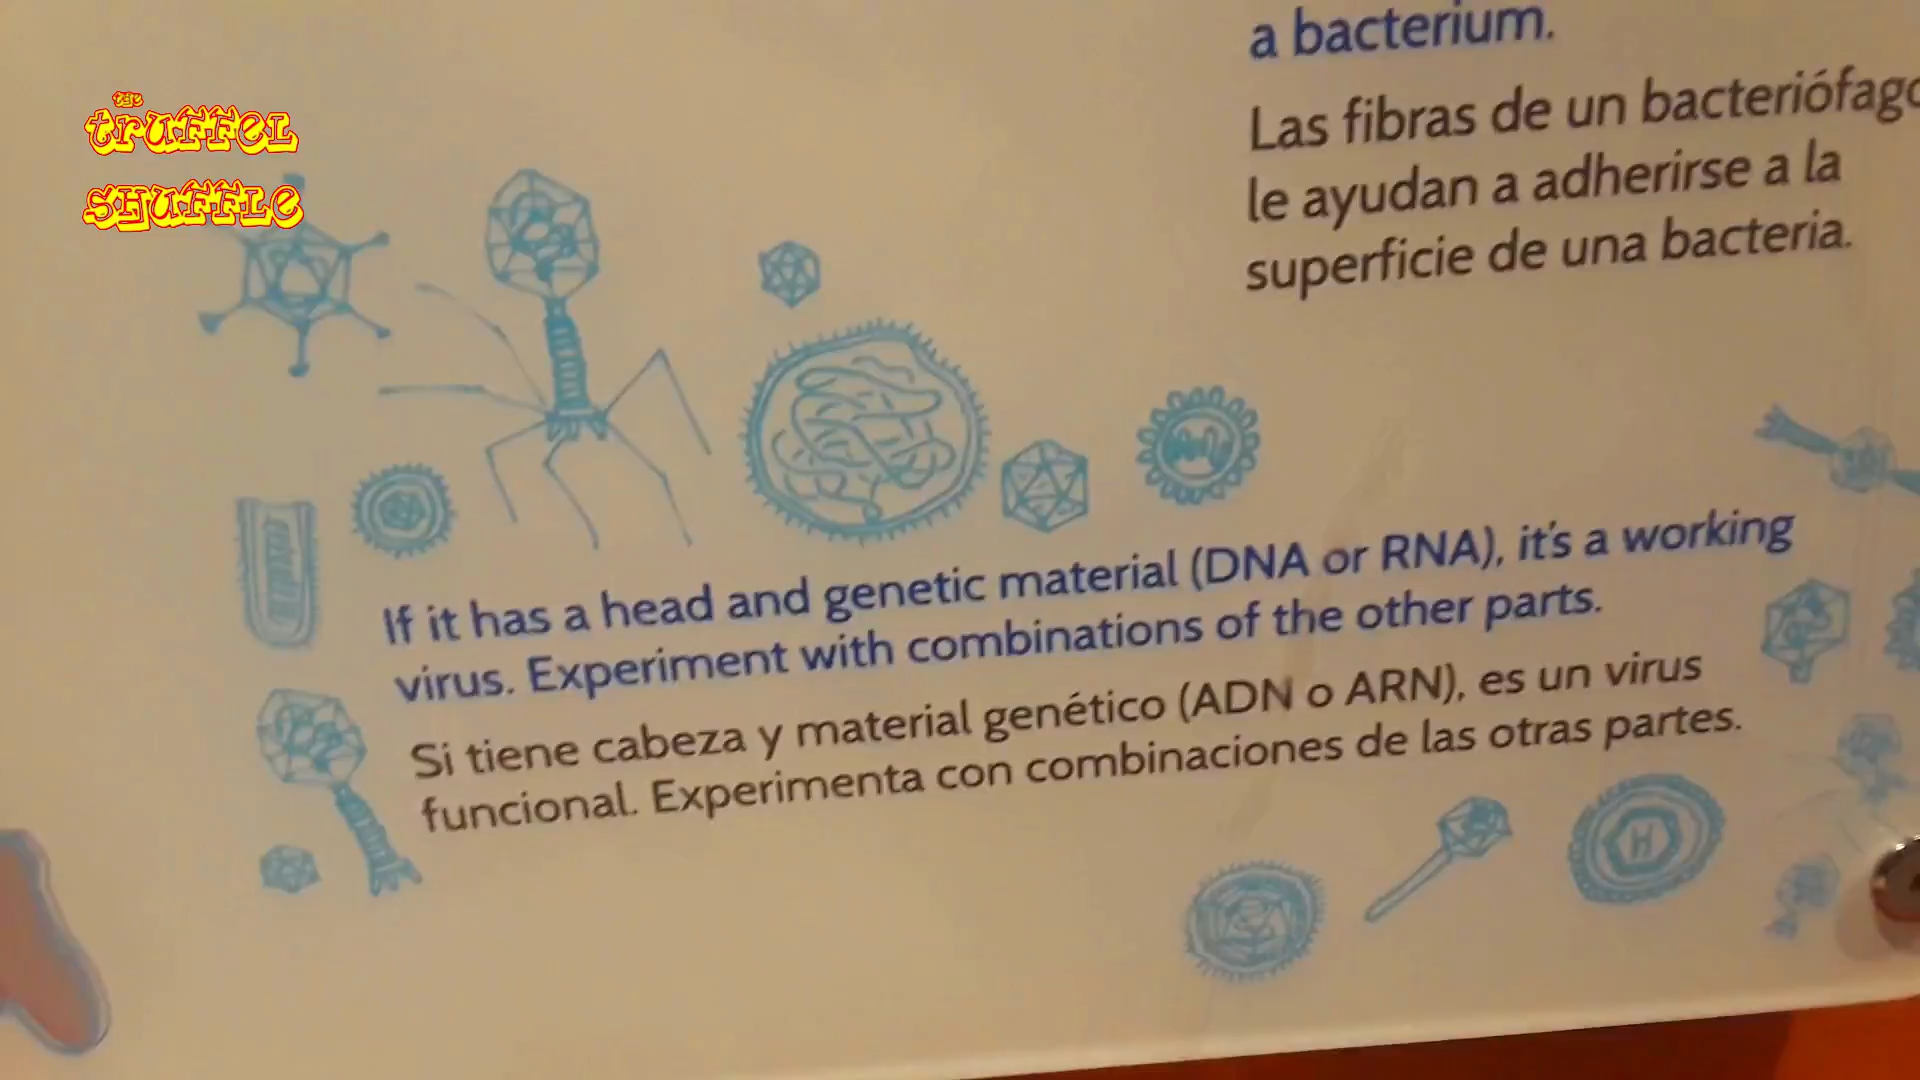 the
truffel
shuffle
a bacterium.
Las fibras de un bacteriófago
le ayudan a adherirse a la
superficie de una bacteria.
If it has a head and genetic material (DNA or RNA), it's a working
virus. Experiment with combinations of the other parts.
Si tiene cabeza y material genético (ADN o ARN), es un virus
funcional. Experimenta con combinaciones de las otras partes.
H